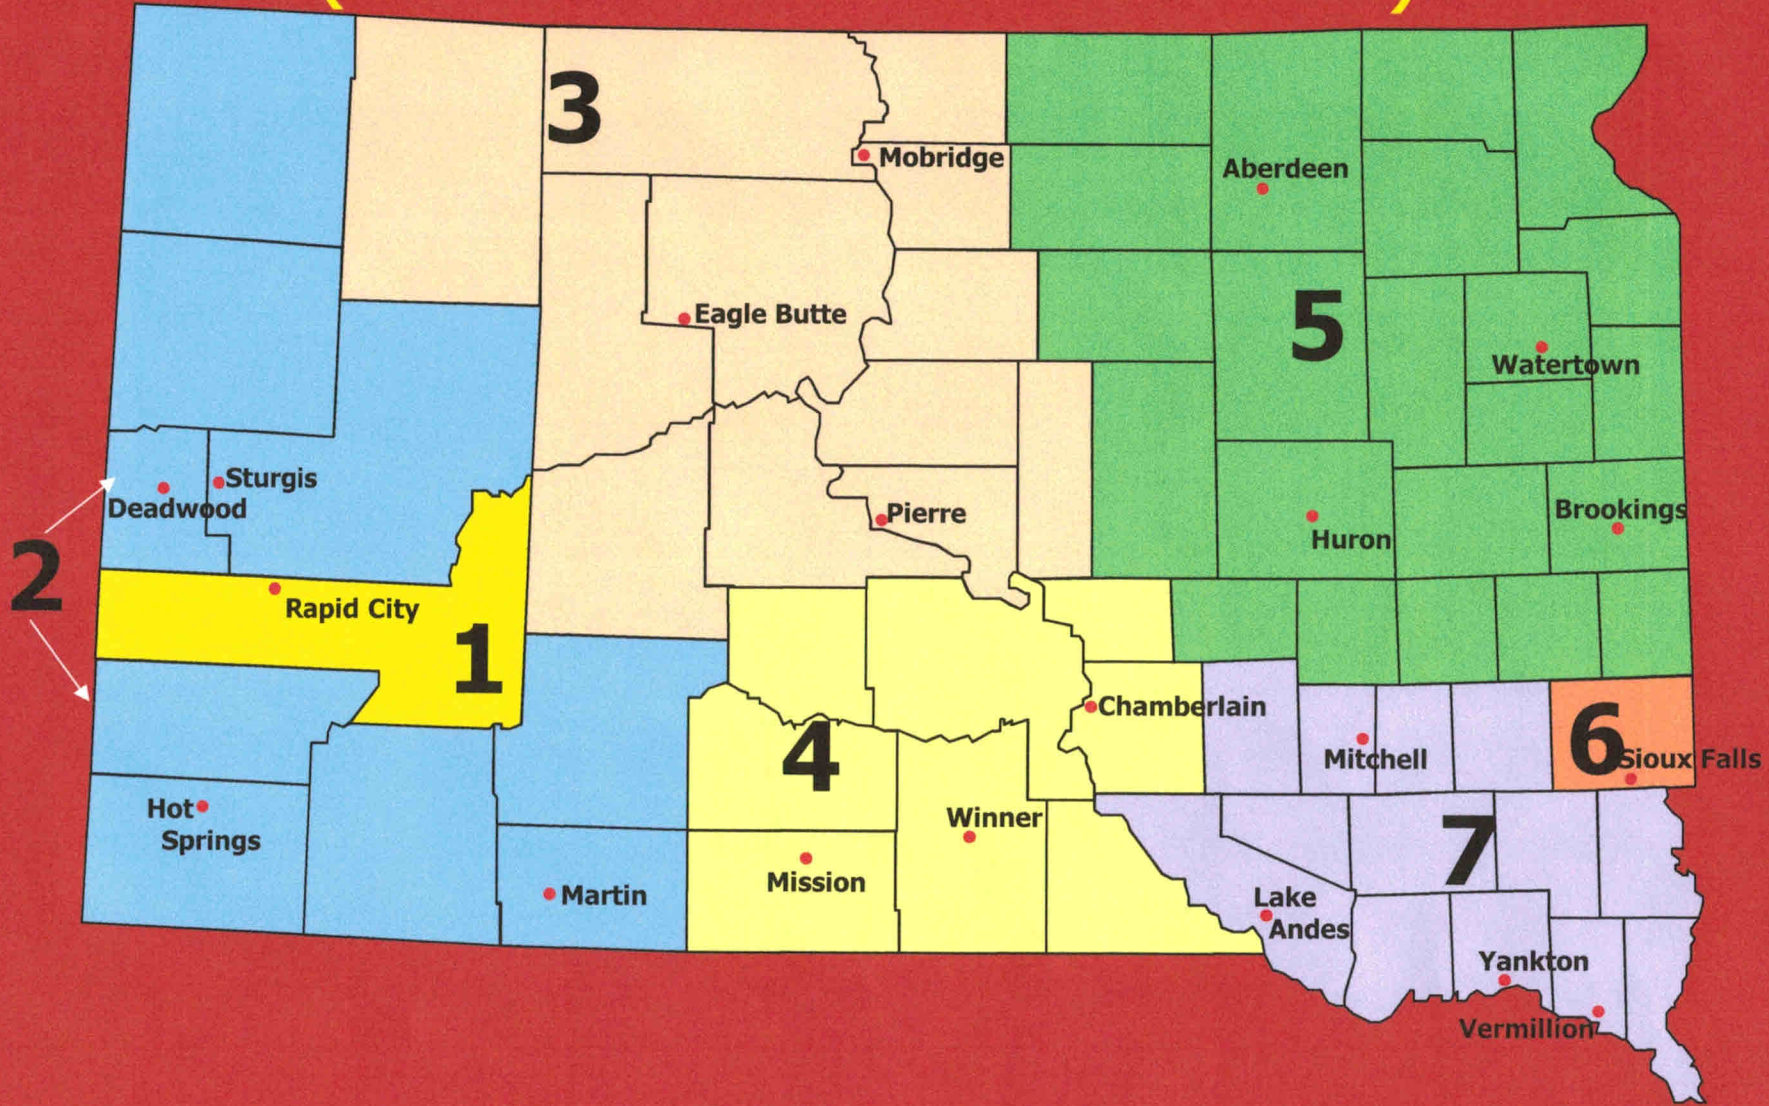 3
Mobridge
Aberdeen
Eagle Butte
5
Watertown
Sturgis
Deadwood
Pierre
Brookings
Huron
2
Rapid City
1
Chamberlain
4
Mitchell
6
Sioux Falls
Hot
Springs
Winner
7
Mission
Martin
Lake
Andes
Yankton
Vermillion